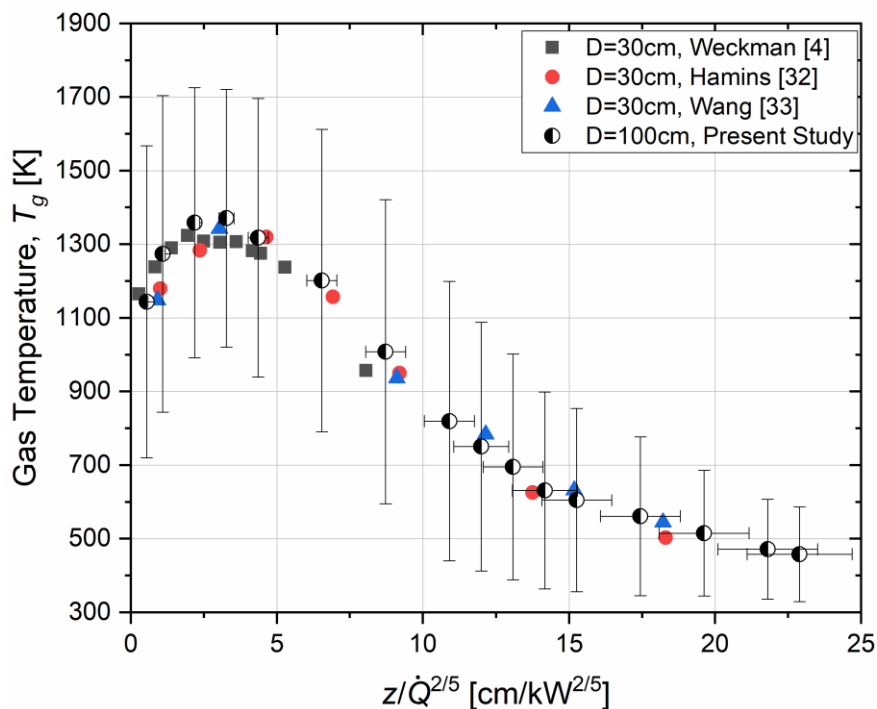 1900
1700
1500
1300
1100
900
700
500
300
Gas Temperature, T_g [K]
D=30cm, Weckman [4]
D=30cm, Hamins [32]
D=30cm, Wang [33]
D=100cm, Present Study
0 5 10 15 20 25
z/Q̇^{2/5} [cm/kW^{2/5}]